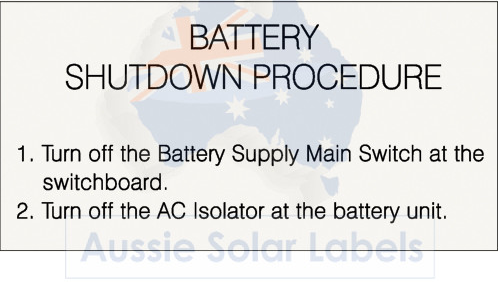 BATTERY
SHUTDOWN PROCEDURE
1. Turn off the Battery Supply Main Switch at the
switchboard.
2. Turn off the AC Isolator at the battery unit.
Aussie Solar Labels